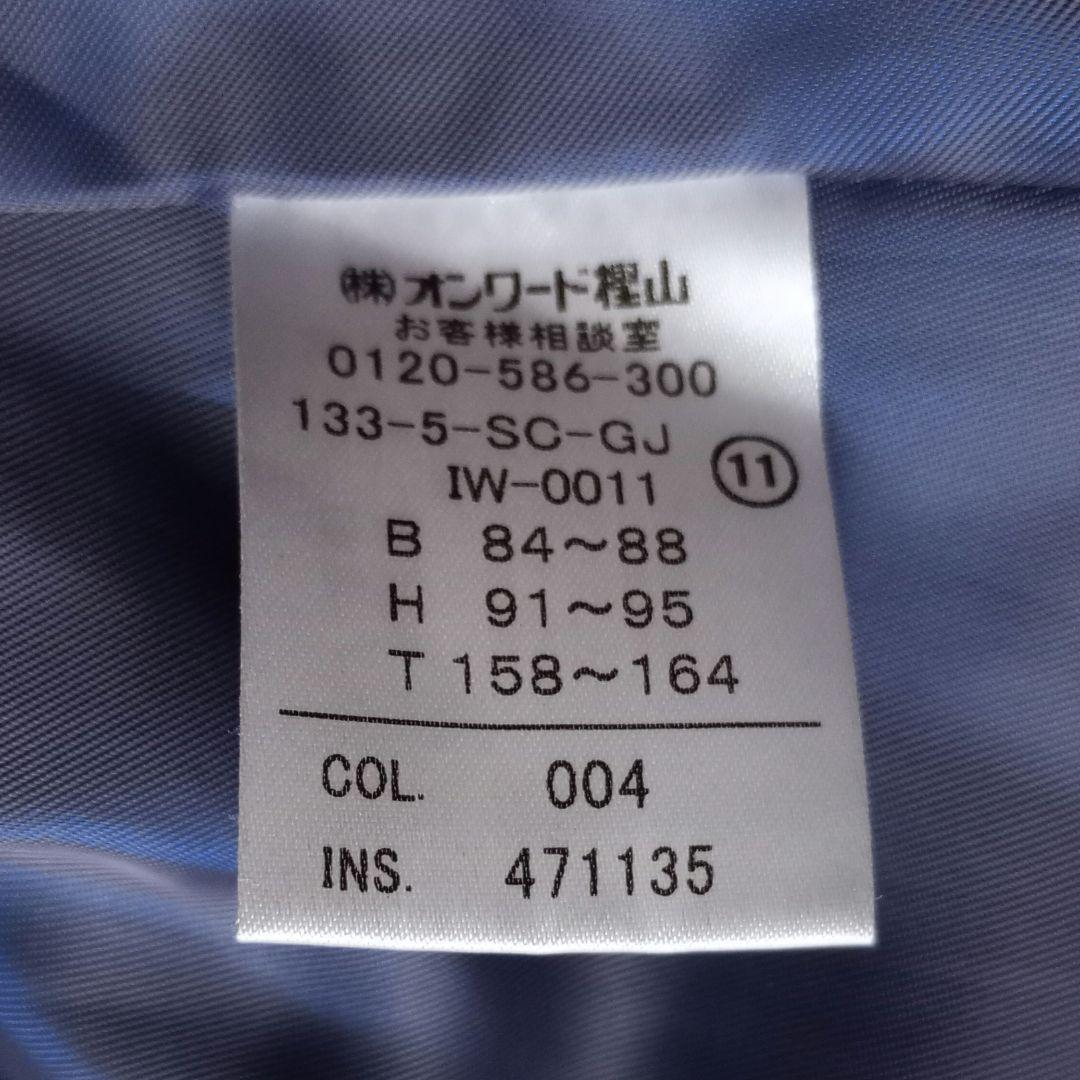 ㈱オンワード樫山
お客様相談室
0120-586-300
133-5-SC-GJ
IW-0011 ⑪
B 84～88
H 91～95
T 158～164
COL. 004
INS. 471135